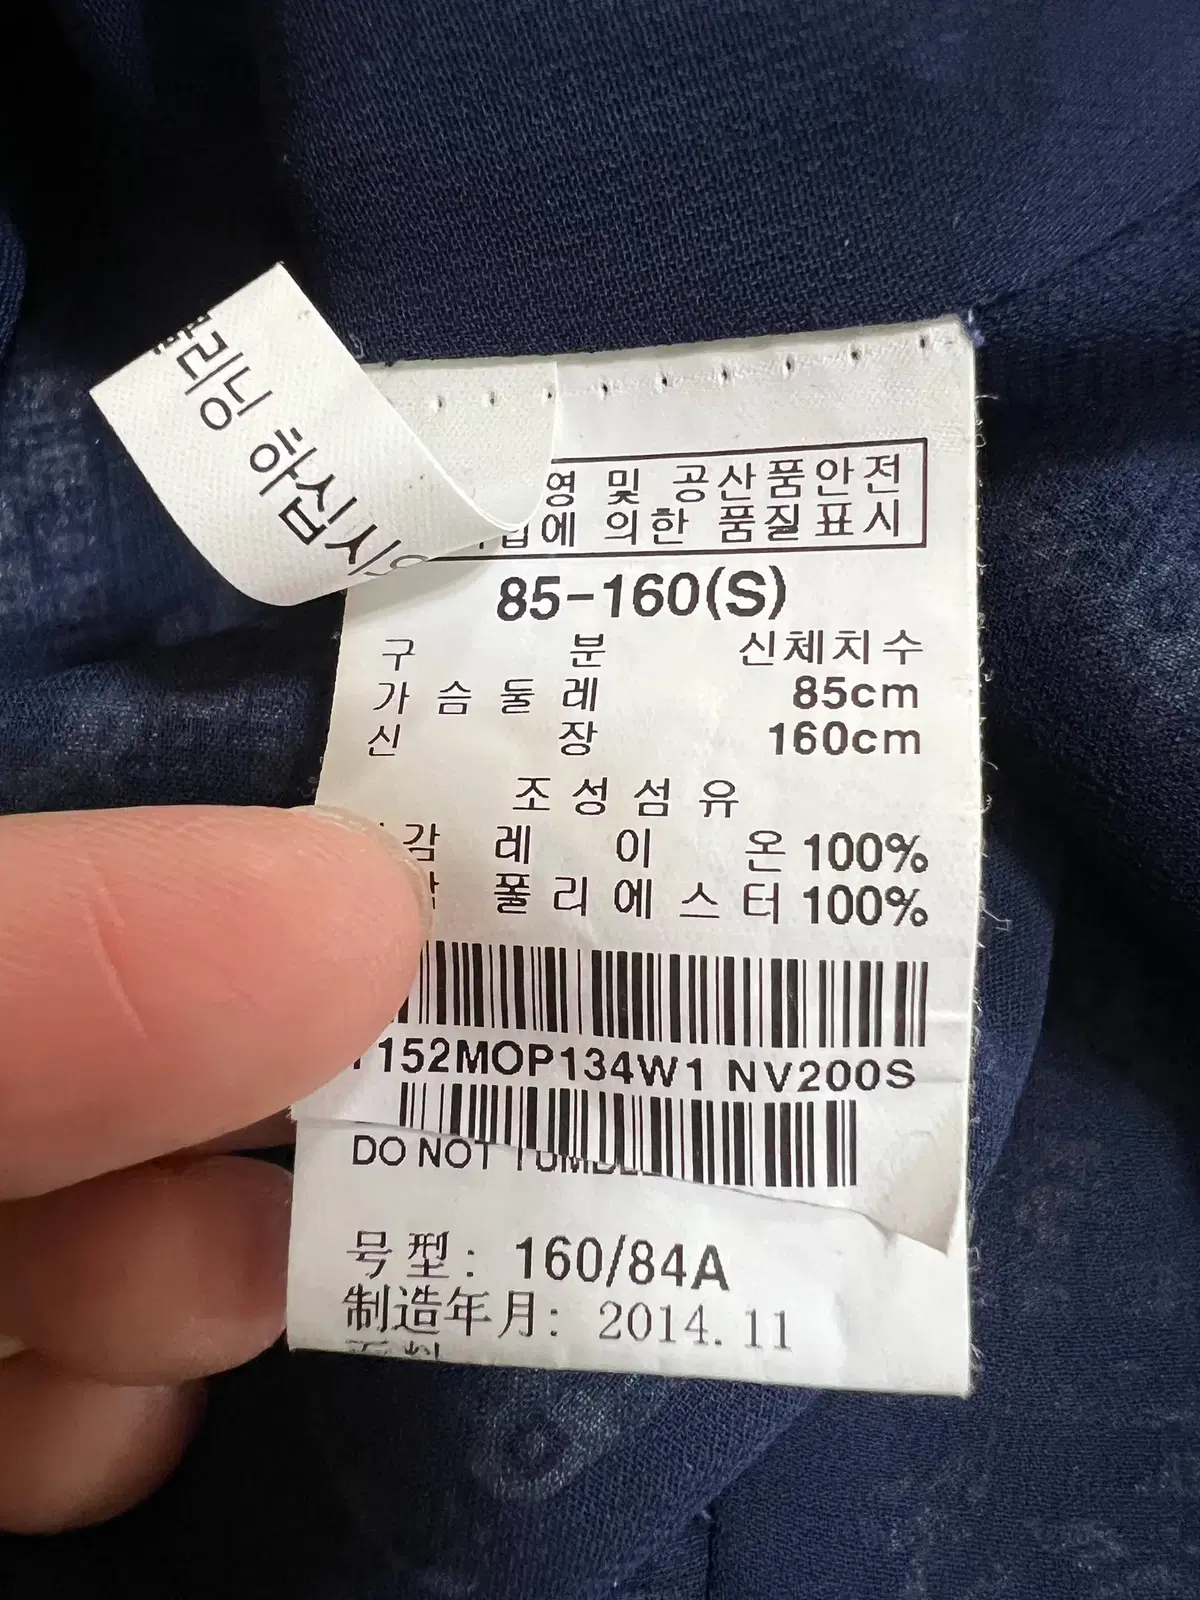 리닝 하십시오
영 및 공산품안전
법에 의한 품질표시
85-160(S)
구 분 신체치수
가슴둘레 85cm
신 장 160cm
조성섬유
감 레이온 100%
폴리에스터 100%
152MOP134W1 NV200S
DO NOT TUMBLE
号型: 160/84A
制造年月: 2014.11